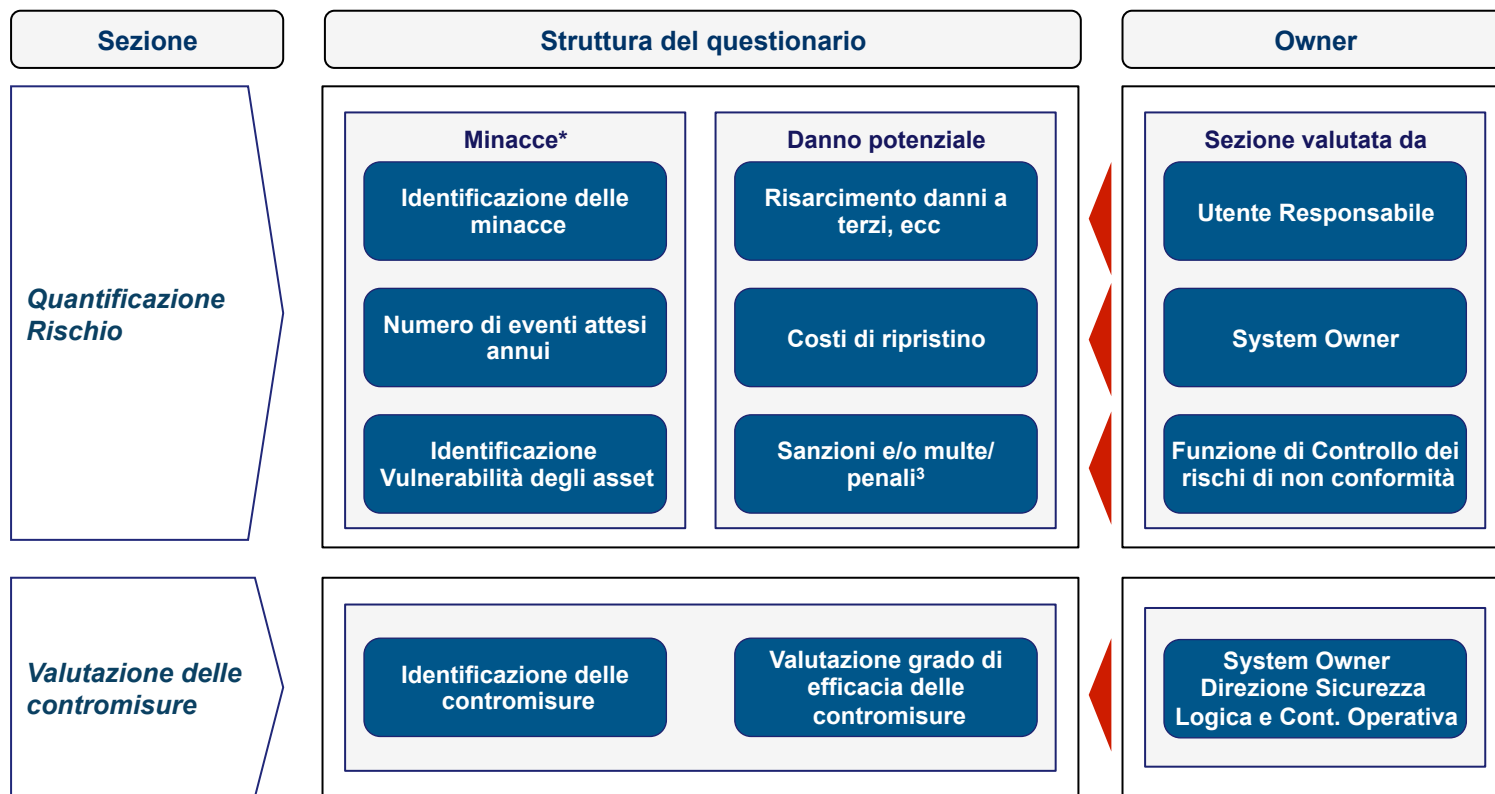 Sezione
Struttura del questionario
Owner
Quantificazione
Rischio
Minacce*
Danno potenziale
Sezione valutata da
Identificazione delle
minacce
Risarcimento danni a
terzi, ecc
Utente Responsabile
Numero di eventi attesi
annui
Costi di ripristino
System Owner
Identificazione
Vulnerabilità degli asset
Sanzioni e/o multe/
penali³
Funzione di Controllo dei
rischi di non conformità
Valutazione delle
contromisure
Identificazione delle
contromisure
Valutazione grado di
efficacia delle
contromisure
System Owner
Direzione Sicurezza
Logica e Cont. Operativa